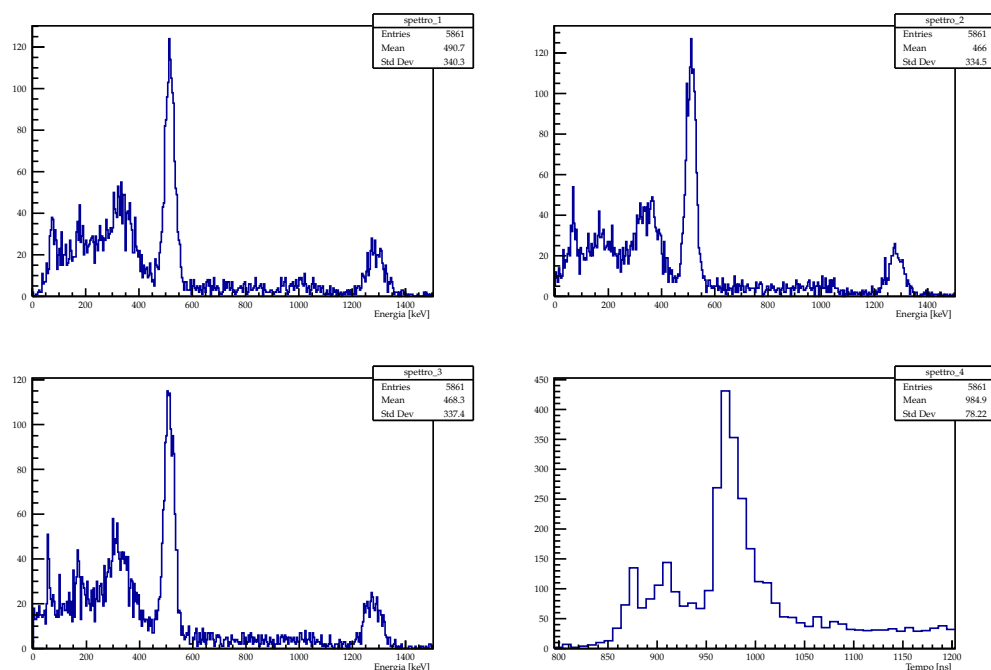 spettro_1
Entries 5861
Mean 490.7
Std Dev 340.3
120
100
80
60
40
20
0
0 200 400 600 800 1000 1200 1400
Energia [keV]
spettro_2
Entries 5861
Mean 466
Std Dev 334.5
120
100
80
60
40
20
0
0 200 400 600 800 1000 1200 1400
Energia [keV]
spettro_3
Entries 5861
Mean 468.3
Std Dev 337.4
120
100
80
60
40
20
0
0 200 400 600 800 1000 1200 1400
Energia [keV]
spettro_4
Entries 5861
Mean 984.9
Std Dev 78.22
450
400
350
300
250
200
150
100
50
0
800 850 900 950 1000 1050 1100 1150 1200
Tempo [ns]